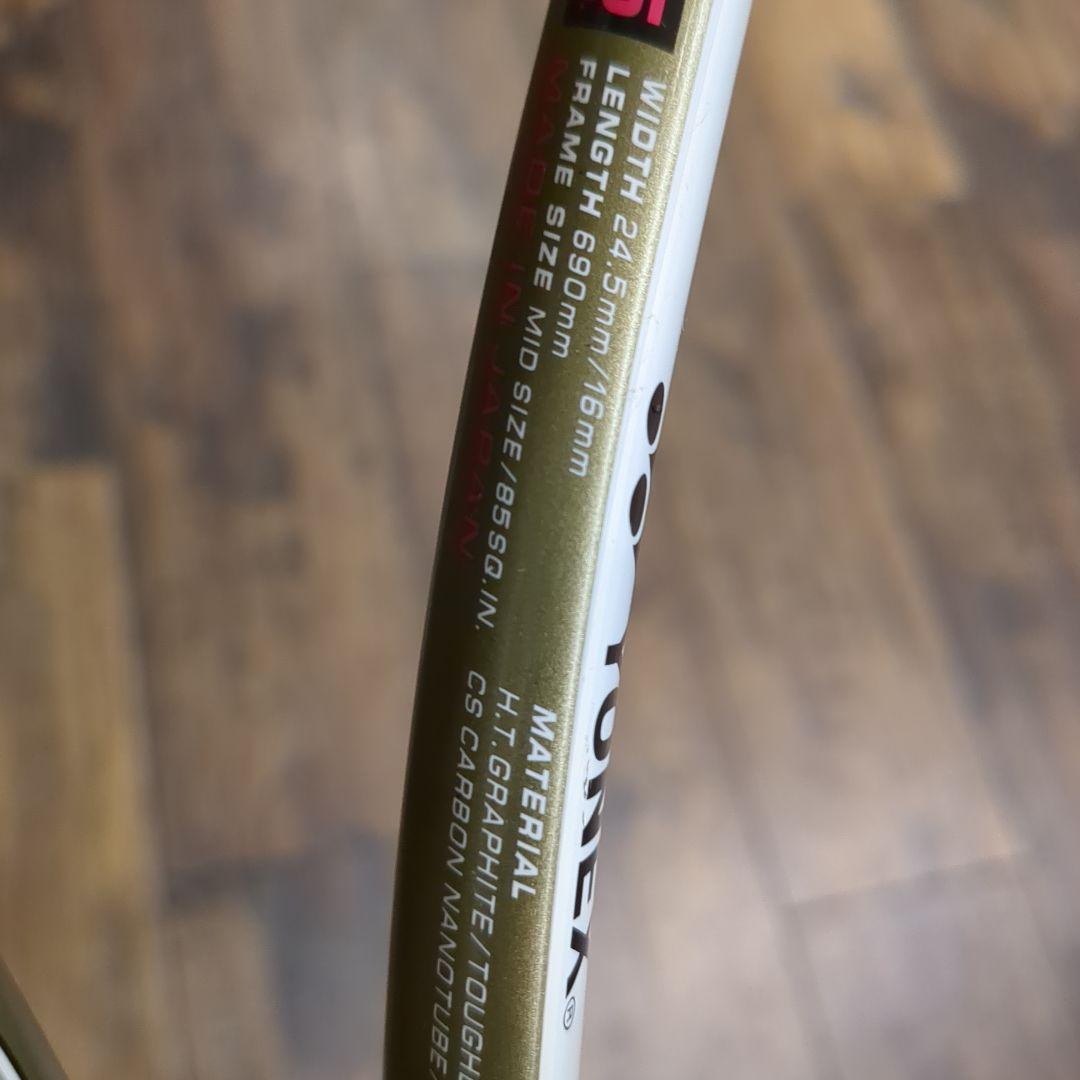 WIDTH 24.5mm/16mm
LENGTH 690mm
FRAME SIZE MID SIZE/85SQ.IN.
MADE IN JAPAN
MATERIAL
H.T.GRAPHITE/
CS CARBON NANOTUBE/
YONEX®